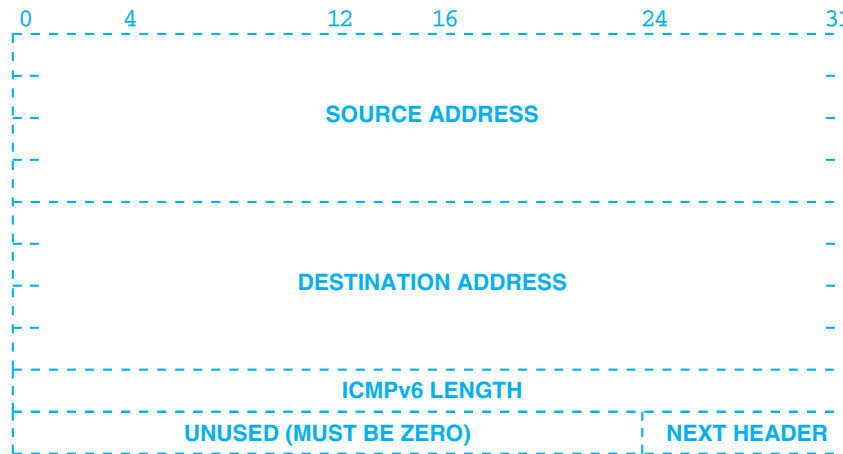 0 4 12 16 24 31
SOURCE ADDRESS
DESTINATION ADDRESS
ICMPv6 LENGTH
UNUSED (MUST BE ZERO) NEXT HEADER